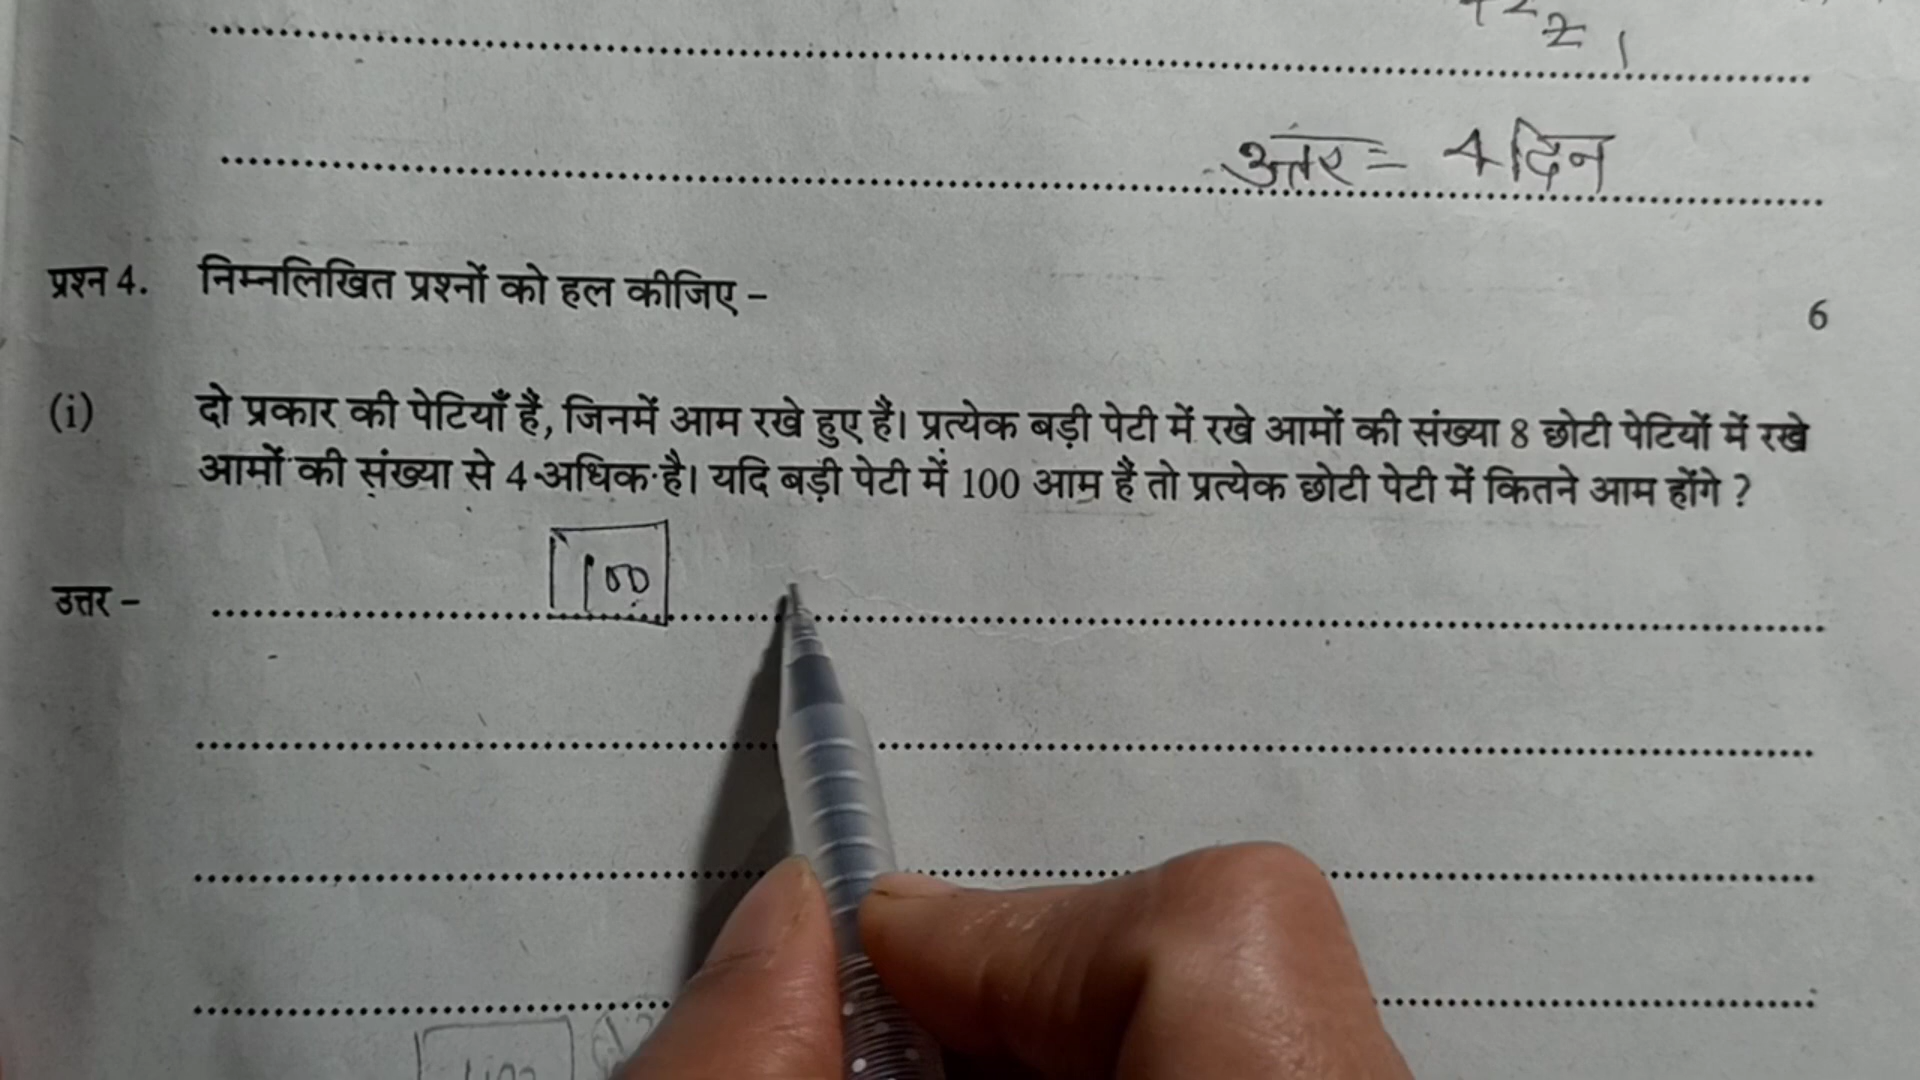 उत्तर = 4 दिन
प्रश्न 4. निम्नलिखित प्रश्नों को हल कीजिए –
6
(i) दो प्रकार की पेटियाँ हैं, जिनमें आम रखे हुए हैं। प्रत्येक बड़ी पेटी में रखे आमों की संख्या 8 छोटी पेटियों में रखे
आमों की संख्या से 4 अधिक है। यदि बड़ी पेटी में 100 आम हैं तो प्रत्येक छोटी पेटी में कितने आम होंगे ?
100
उत्तर –